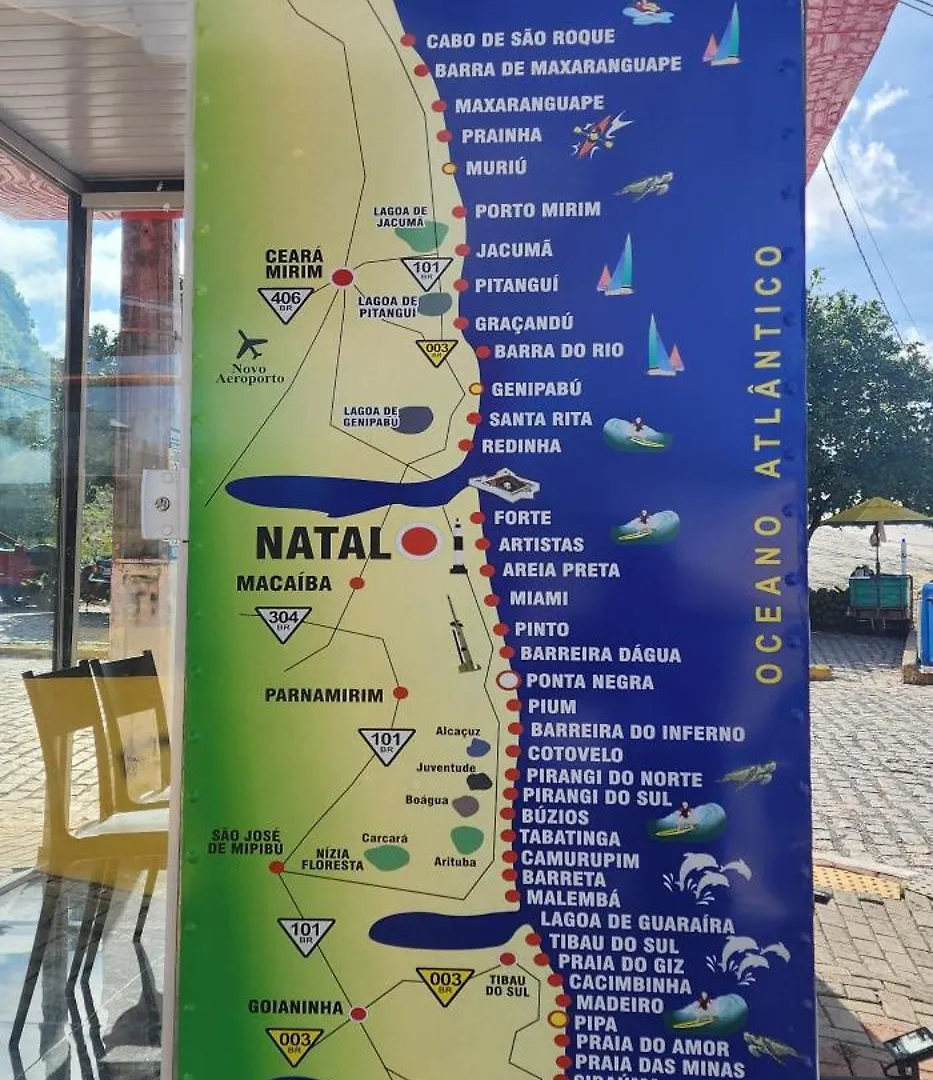 CABO DE SÃO ROQUE
BARRA DE MAXARANGUAPE
MAXARANGUAPE
PRAINHA
MURIÚ
LAGOA DE
JACUMÃ
PORTO MIRIM
JACUMÃ
CEARÁ
MIRIM
101
BR
PITANGUÍ
406
BR
LAGOA DE
PITANGUI
GRAÇANDÚ
Novo
Aeroporto
003
BR
BARRA DO RIO
GENIPABÚ
LAGOA DE
GENIPABÚ
SANTA RITA
REDINHA
OCEANO ATLÂNTICO
FORTE
NATAL
ARTISTAS
MACAÍBA
AREIA PRETA
304
BR
MIAMI
PINTO
BARREIRA DÁGUA
PARNAMIRIM
PONTA NEGRA
PIUM
101
BR
Alcaçuz
BARREIRA DO INFERNO
COTOVELO
Juventude
PIRANGI DO NORTE
Boágua
PIRANGI DO SUL
BÚZIOS
SÃO JOSÉ
DE MIPIBÚ
Carcará
TABATINGA
NÍZIA
FLORESTA
Arituba
CAMURUPIM
BARRETA
MALEMBÁ
101
BR
LAGOA DE GUARAÍRA
TIBAU DO SUL
PRAIA DO GIZ
003
BR
TIBAU
DO SUL
CACIMBINHA
GOIANINHA
MADEIRO
PIPA
003
BR
PRAIA DO AMOR
PRAIA DAS MINAS